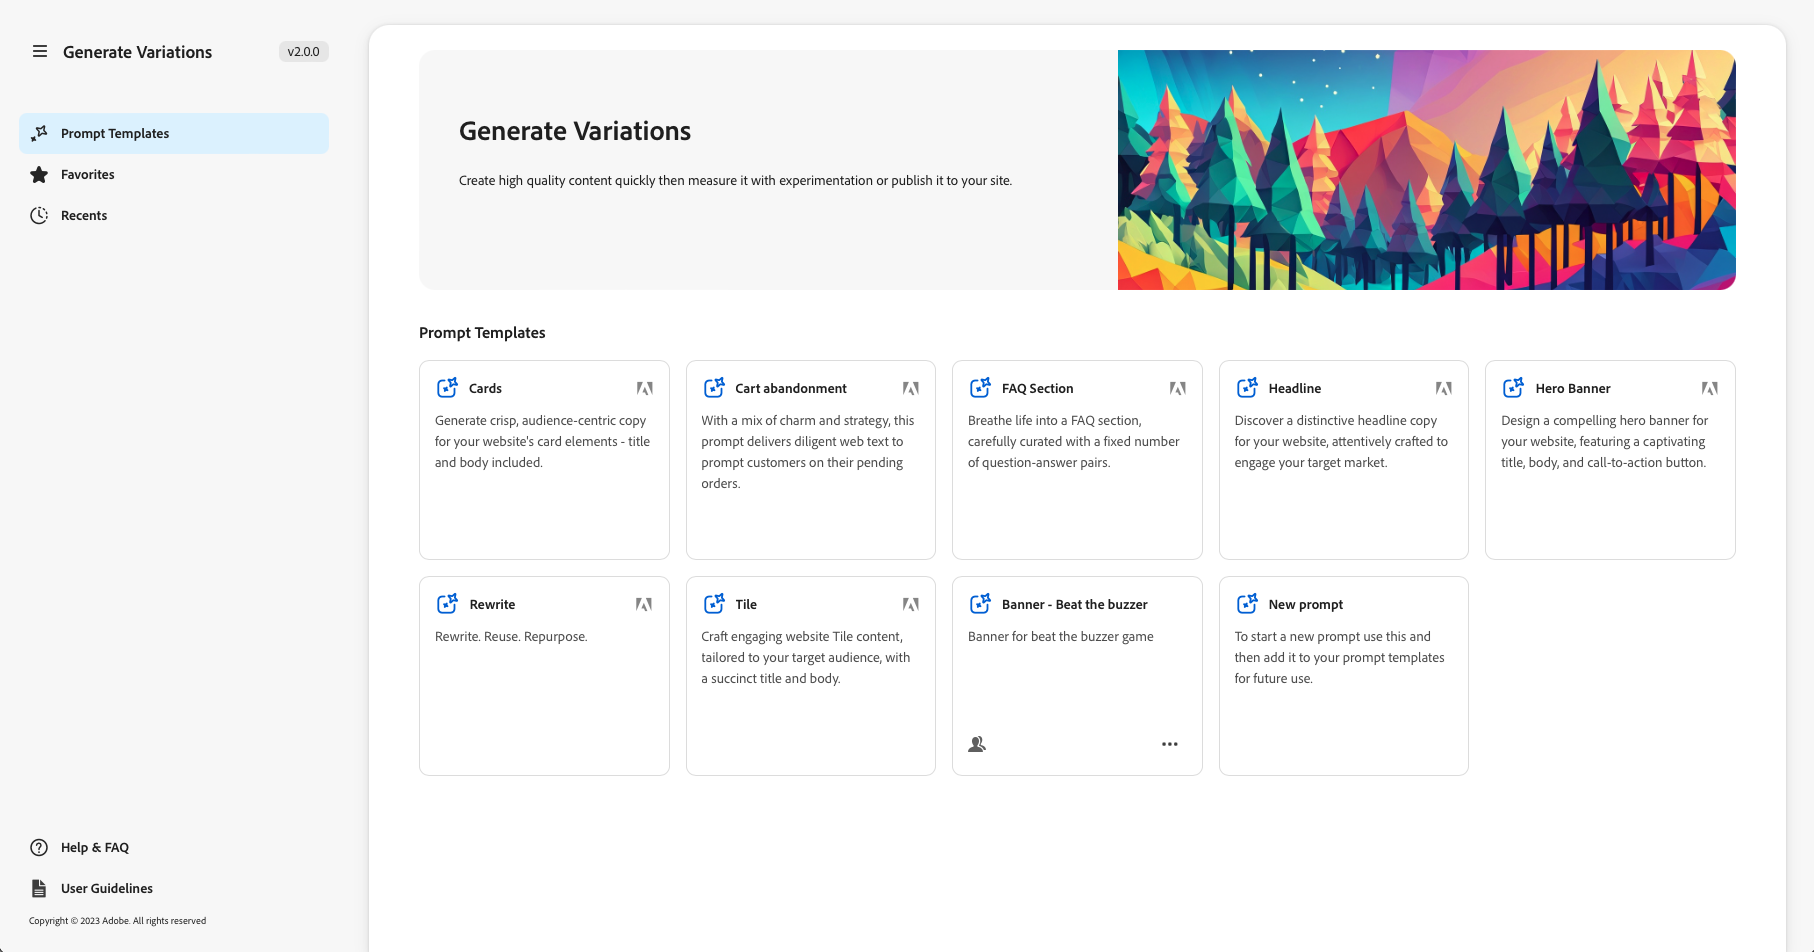 Generate Variations
v2.0.0
Prompt Templates
Favorites
Recents
Help & FAQ
User Guidelines
Copyright © 2023 Adobe. All rights reserved
Generate Variations
Create high quality content quickly then measure it with experimentation or publish it to your site.
Prompt Templates
Cards
Generate crisp, audience-centric copy
for your website's card elements - title
and body included.
Cart abandonment
With a mix of charm and strategy, this
prompt delivers diligent web text to
prompt customers on their pending
orders.
FAQ Section
Breathe life into a FAQ section,
carefully curated with a fixed number
of question-answer pairs.
Headline
Discover a distinctive headline copy
for your website, attentively crafted to
engage your target market.
Hero Banner
Design a compelling hero banner for
your website, featuring a captivating
title, body, and call-to-action button.
Rewrite
Rewrite. Reuse. Repurpose.
Tile
Craft engaging website Tile content,
tailored to your target audience, with
a succinct title and body.
Banner - Beat the buzzer
Banner for beat the buzzer game
New prompt
To start a new prompt use this and
then add it to your prompt templates
for future use.